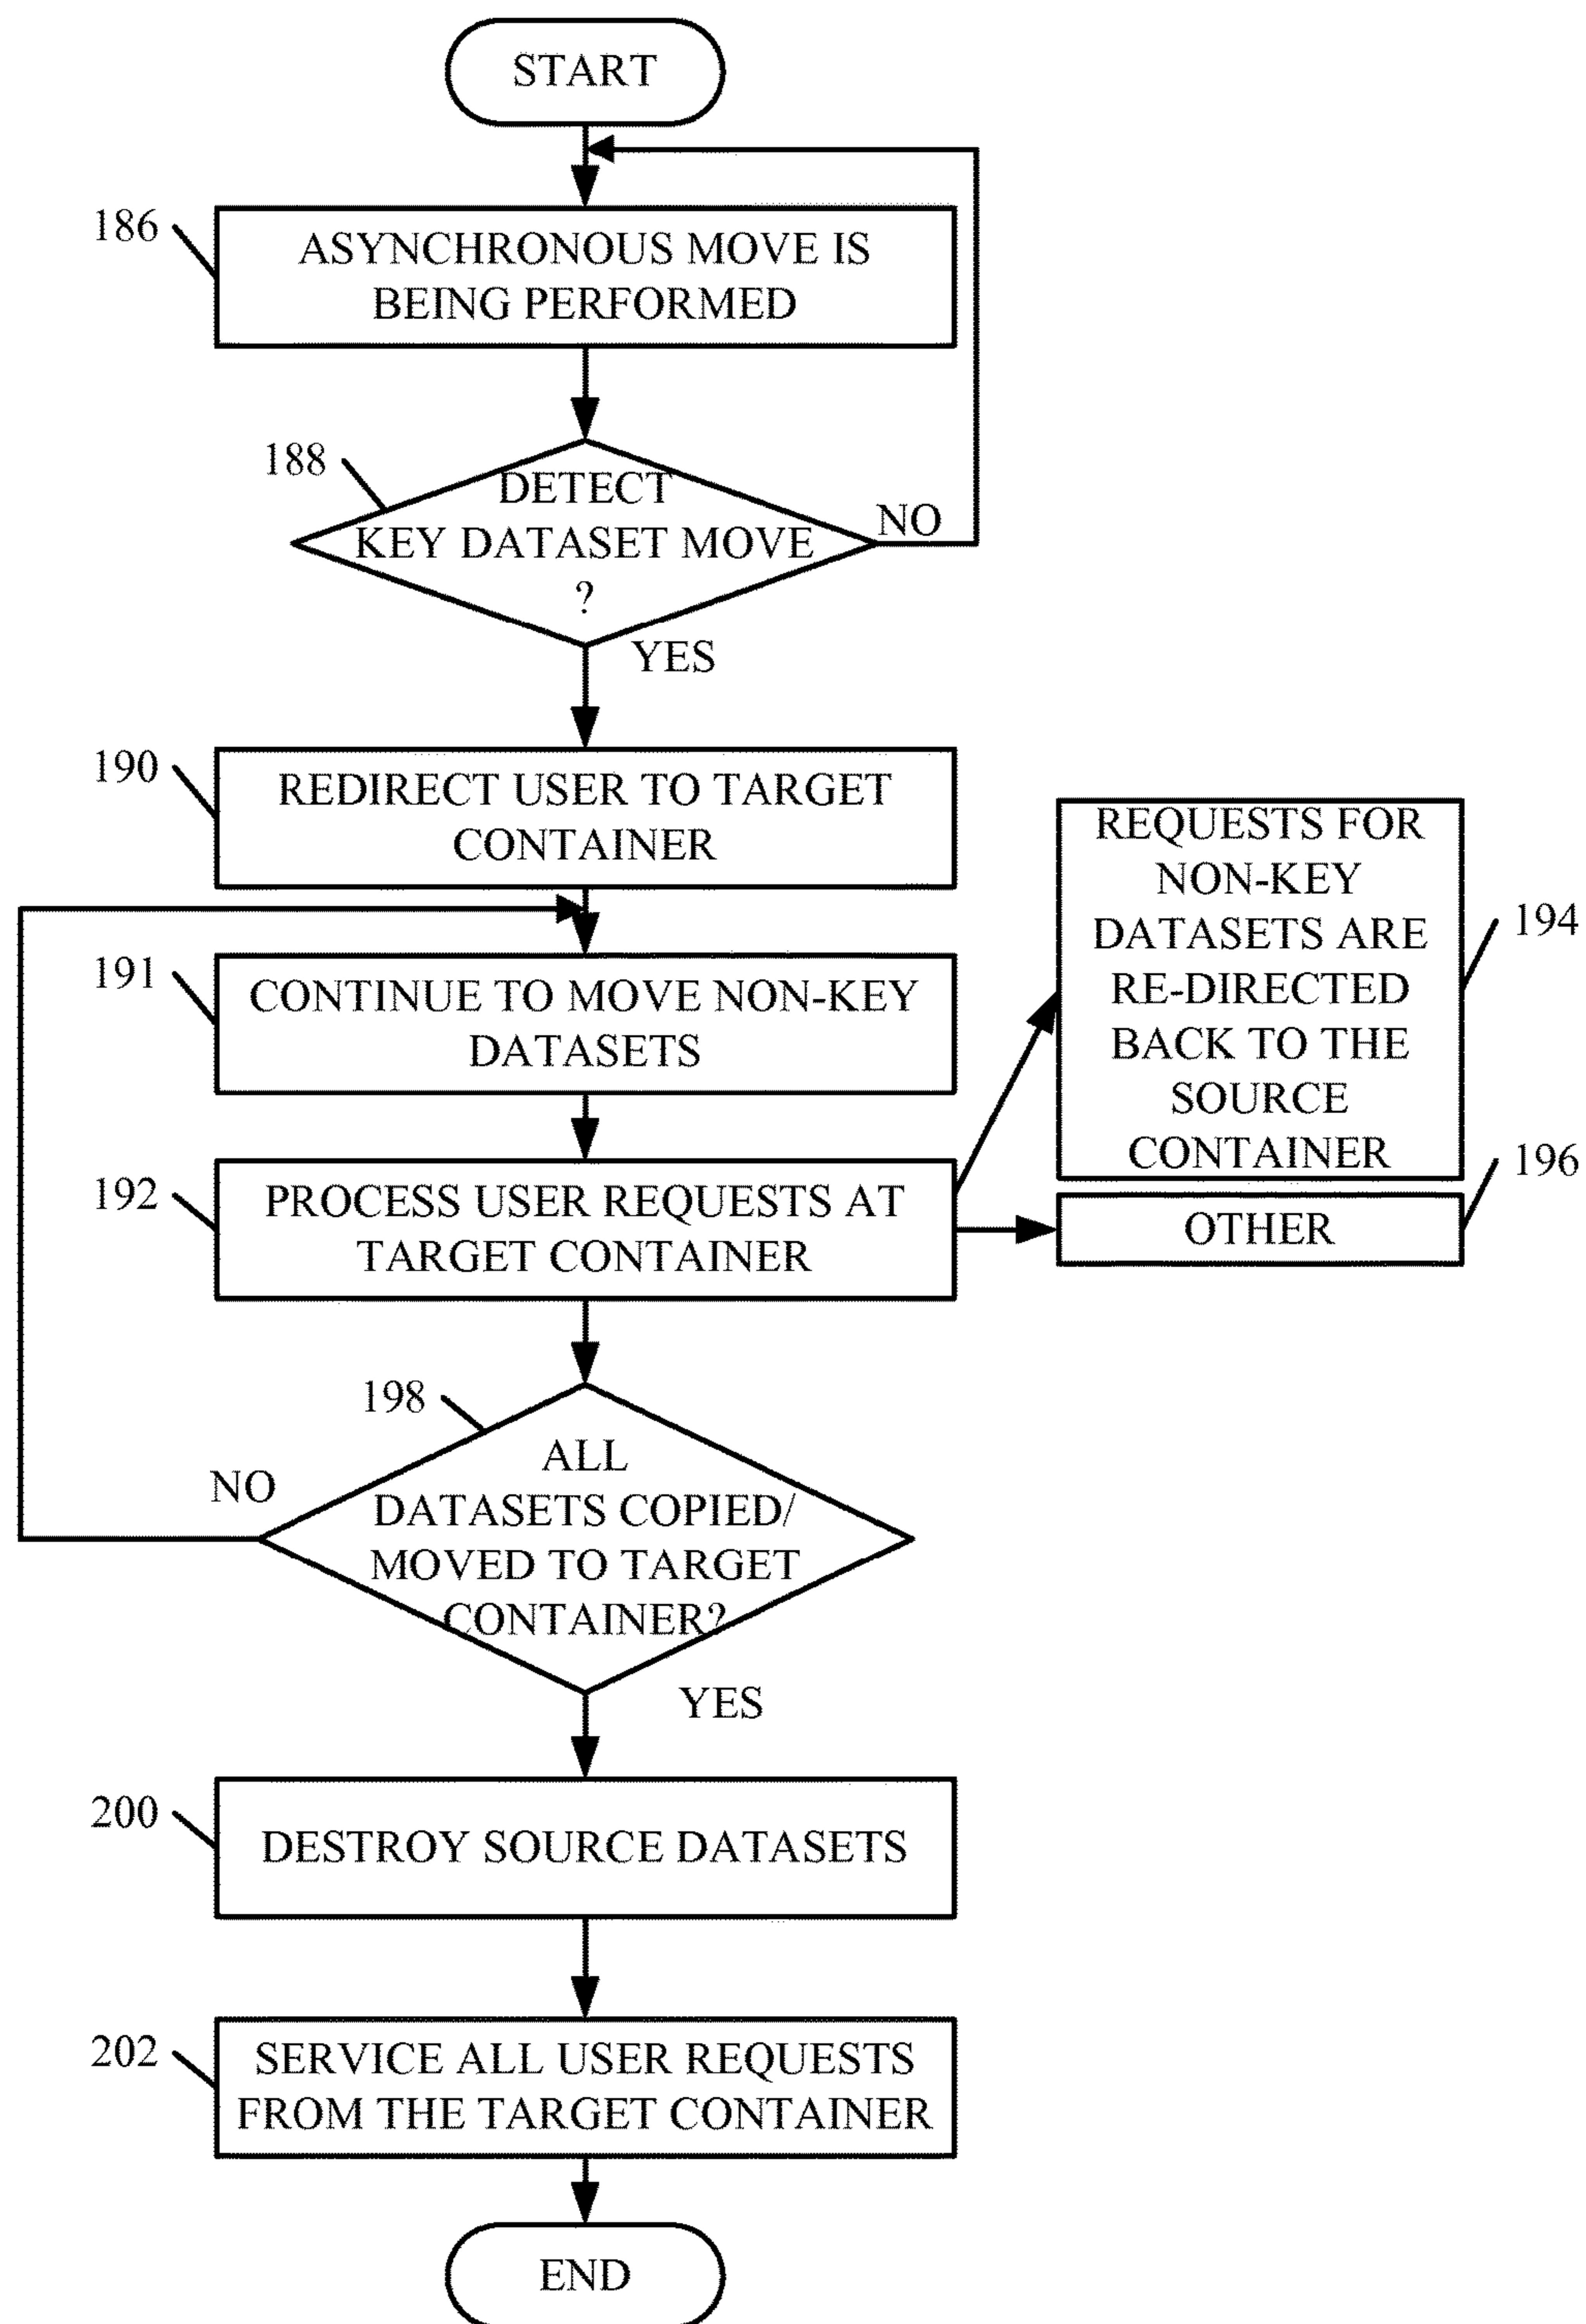 START
186
ASYNCHRONOUS MOVE IS
BEING PERFORMED
188
DETECT
KEY DATASET MOVE
?
NO
YES
190
REDIRECT USER TO TARGET
CONTAINER
191
CONTINUE TO MOVE NON-KEY
DATASETS
192
PROCESS USER REQUESTS AT
TARGET CONTAINER
REQUESTS FOR
NON-KEY
DATASETS ARE
RE-DIRECTED
BACK TO THE
SOURCE
CONTAINER
194
OTHER
196
198
ALL
DATASETS COPIED/
MOVED TO TARGET
CONTAINER?
NO
YES
200
DESTROY SOURCE DATASETS
202
SERVICE ALL USER REQUESTS
FROM THE TARGET CONTAINER
END